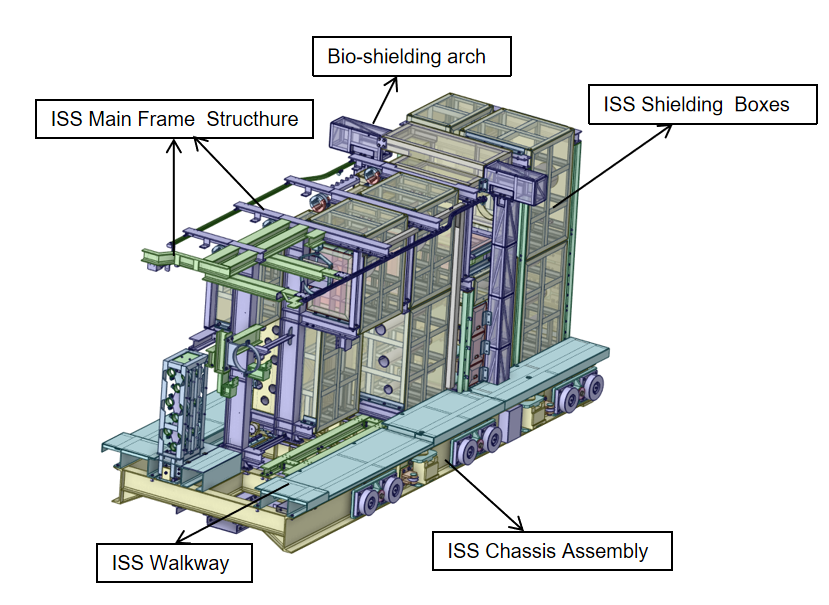 Bio-shielding arch
ISS Shielding Boxes
ISS Main Frame Structhure
ISS Walkway
ISS Chassis Assembly